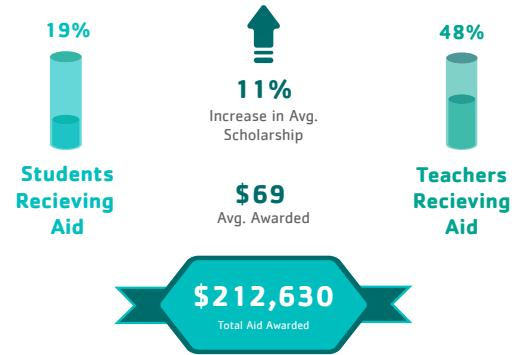 19%
Students
Recieving
Aid
11%
Increase in Avg.
Scholarship
$69
Avg. Awarded
48%
Teachers
Recieving
Aid
$212,630
Total Aid Awarded